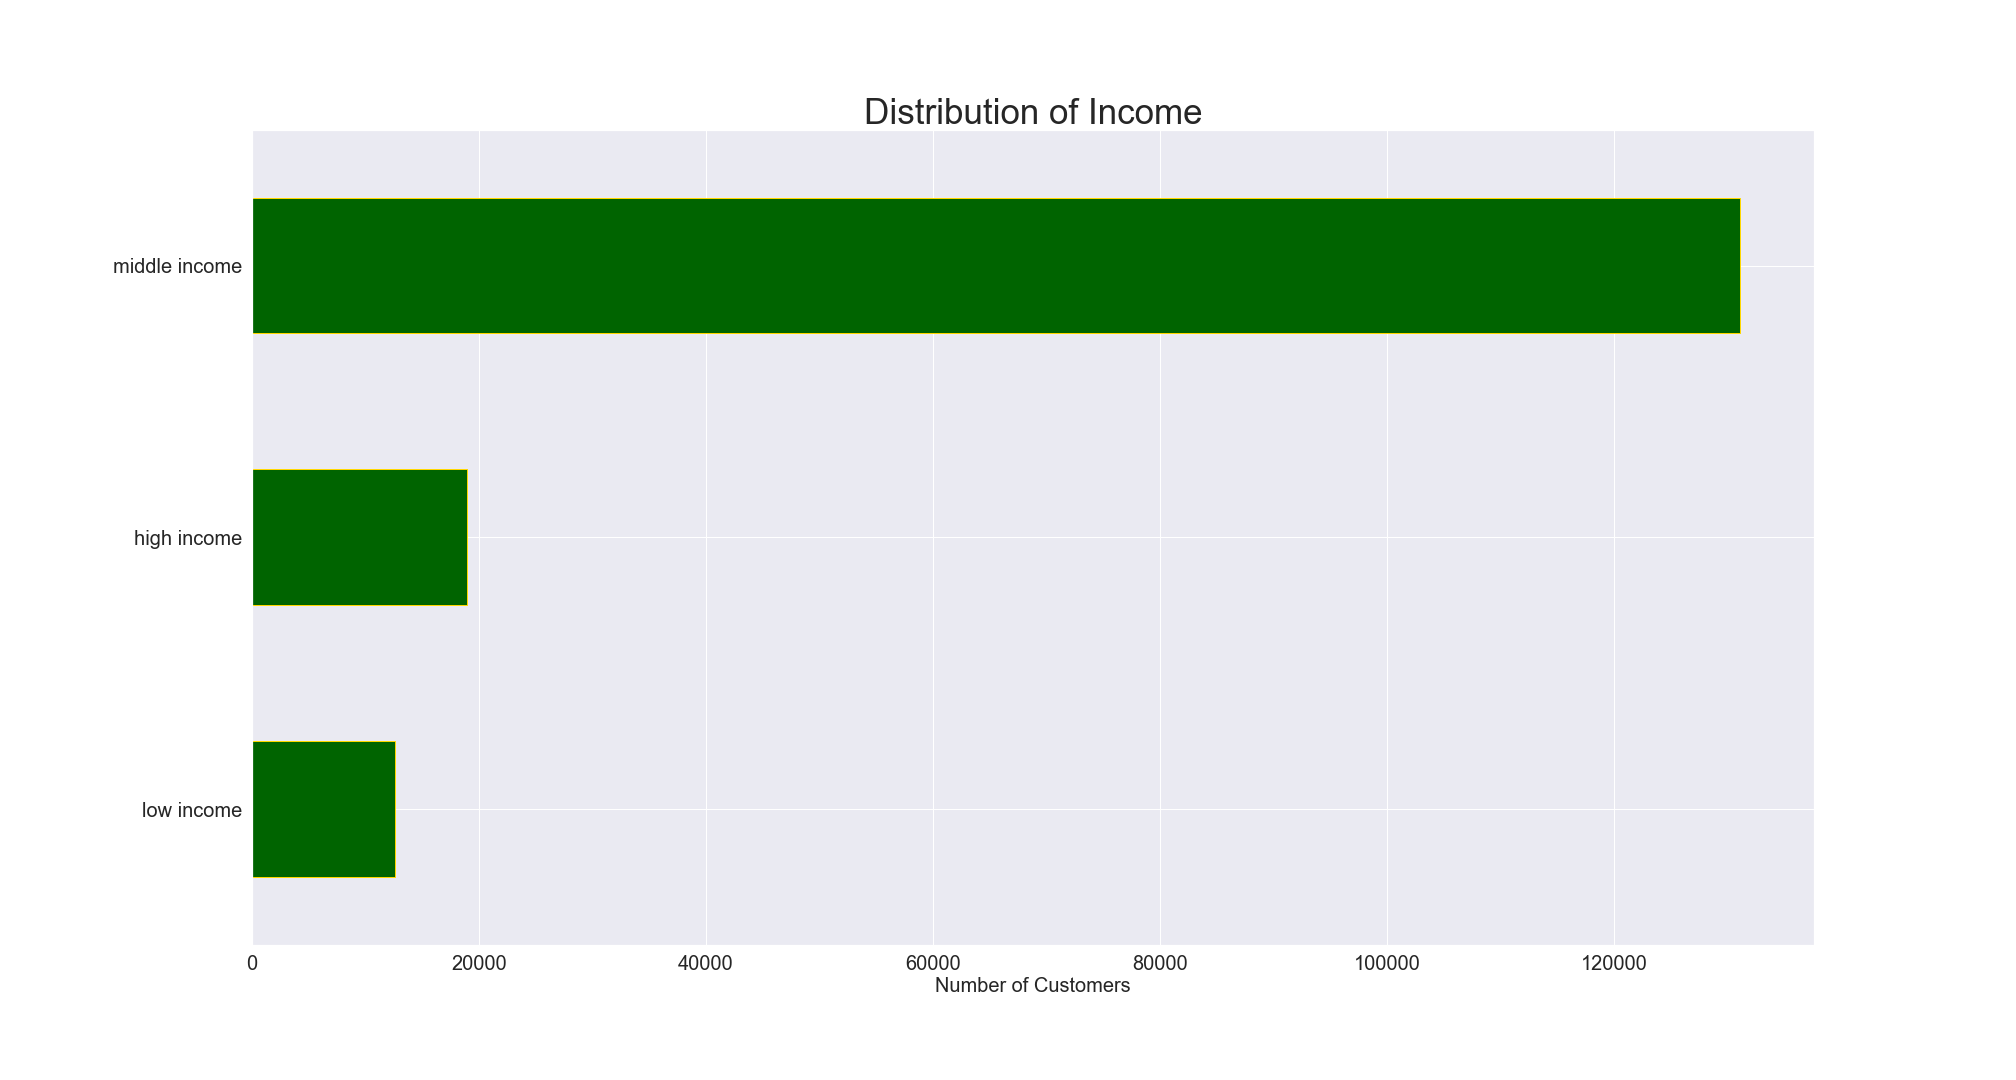 Distribution of Income
middle income
high income
low income
0 20000 40000 60000 80000 100000 120000
Number of Customers